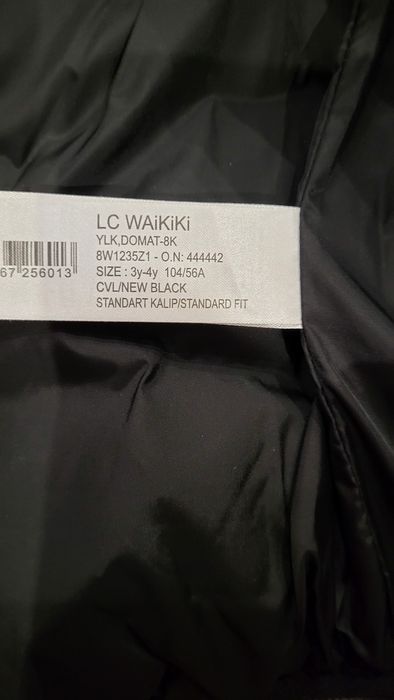 LC WAiKiKi
YLK,DOMAT-8K
8W1235Z1 - O.N: 444442
SIZE : 3y-4y 104/56A
CVL/NEW BLACK
STANDART KALIP/STANDARD FIT
67 256013